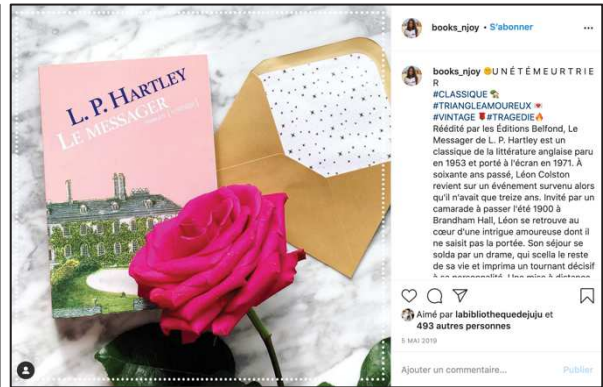 L. P. HARTLEY
LE MESSAGER
books_njoy • S'abonner
books_njoy 🌞U N É T É M E U R T R I E
R
#CLASSIQUE
#TRIANGLEAMOUREUX
#VINTAGE #TRAGEDIE🔥
Réédité par les Éditions Belfond, Le
Messager de L. P. Hartley est un
classique de la littérature anglaise paru
en 1953 et porté à l'écran en 1971. À
soixante ans passé, Léon Colston
revient sur un événement survenu alors
qu'il n'avait que treize ans. Invité par un
camarade à passer l'été 1900 à
Brandham Hall, Léon se retrouve au
cœur d'une intrigue amoureuse dont il
ne saisit pas la portée. Son séjour se
solda par un drame, qui scella le reste
de sa vie et imprima un tournant décisif
à sa personnalité. Une mise à distance
Aimé par labibliothequedejuju et
493 autres personnes
5 MAI 2019
Ajouter un commentaire...
Publier